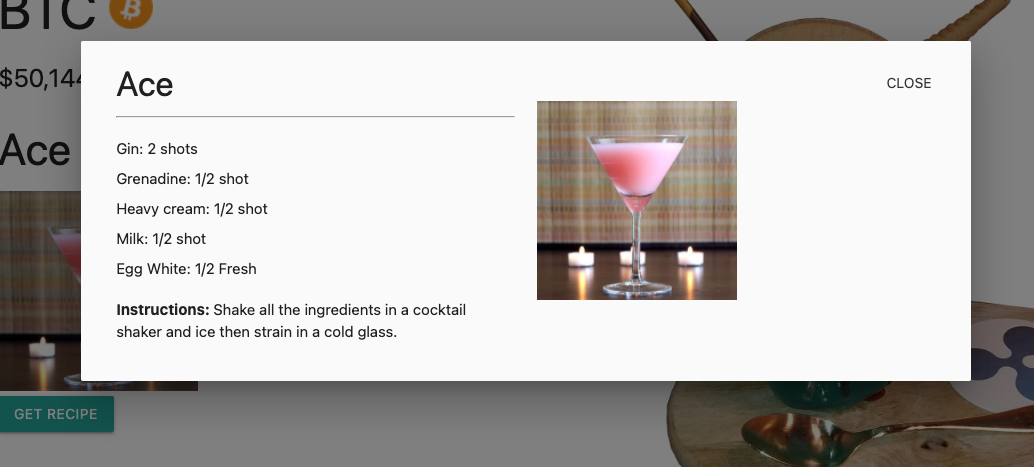 BTC
$50,144
Ace
GET RECIPE
Ace
CLOSE
Gin: 2 shots
Grenadine: 1/2 shot
Heavy cream: 1/2 shot
Milk: 1/2 shot
Egg White: 1/2 Fresh
Instructions: Shake all the ingredients in a cocktail
shaker and ice then strain in a cold glass.